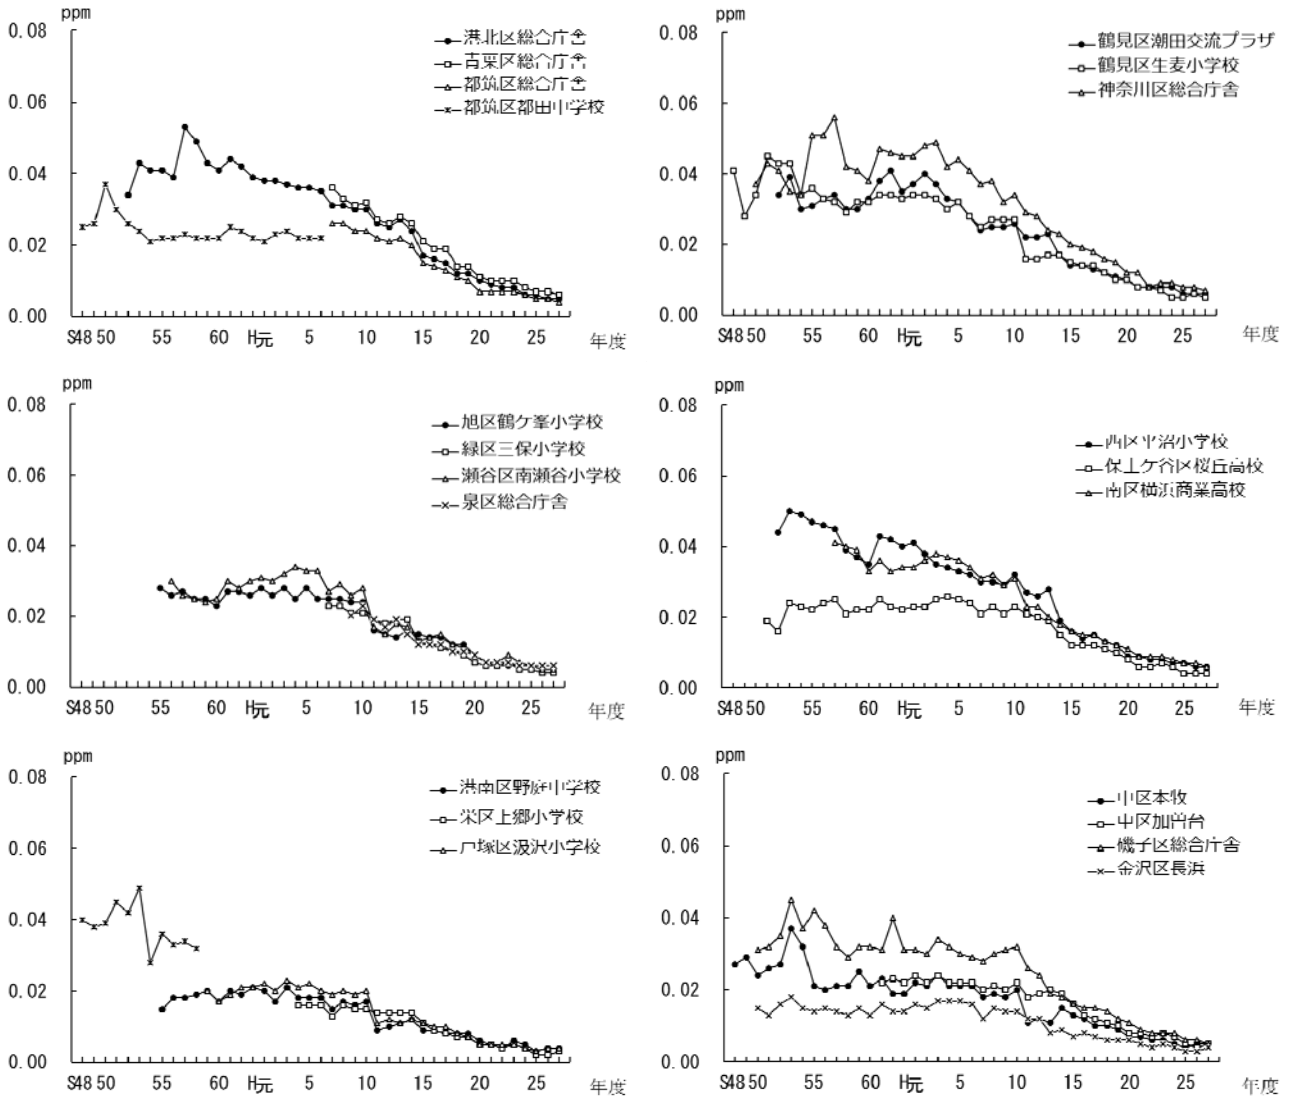 ppm
0.08
0.06
0.04
0.02
0.00
港北区総合庁舎
青葉区総合庁舎
都筑区総合庁舎
都筑区都田中学校
S48 50 55 60 H元 5 10 15 20 25 年度
ppm
0.08
0.06
0.04
0.02
0.00
鶴見区潮田交流プラザ
鶴見区生麦小学校
神奈川区総合庁舎
S48 50 55 60 H元 5 10 15 20 25 年度
ppm
0.08
0.06
0.04
0.02
0.00
旭区鶴ケ峯小学校
緑区三保小学校
瀬谷区南瀬谷小学校
泉区総合庁舎
S48 50 55 60 H元 5 10 15 20 25 年度
ppm
0.08
0.06
0.04
0.02
0.00
西区平沼小学校
保土ケ谷区桜丘高校
南区横浜商業高校
S48 50 55 60 H元 5 10 15 20 25 年度
ppm
0.08
0.06
0.04
0.02
0.00
港南区野庭中学校
栄区上郷小学校
戸塚区汲沢小学校
S48 50 55 60 H元 5 10 15 20 25 年度
ppm
0.08
0.06
0.04
0.02
0.00
中区本牧
中区加曽台
磯子区総合庁舎
金沢区長浜
S48 50 55 60 H元 5 10 15 20 25 年度